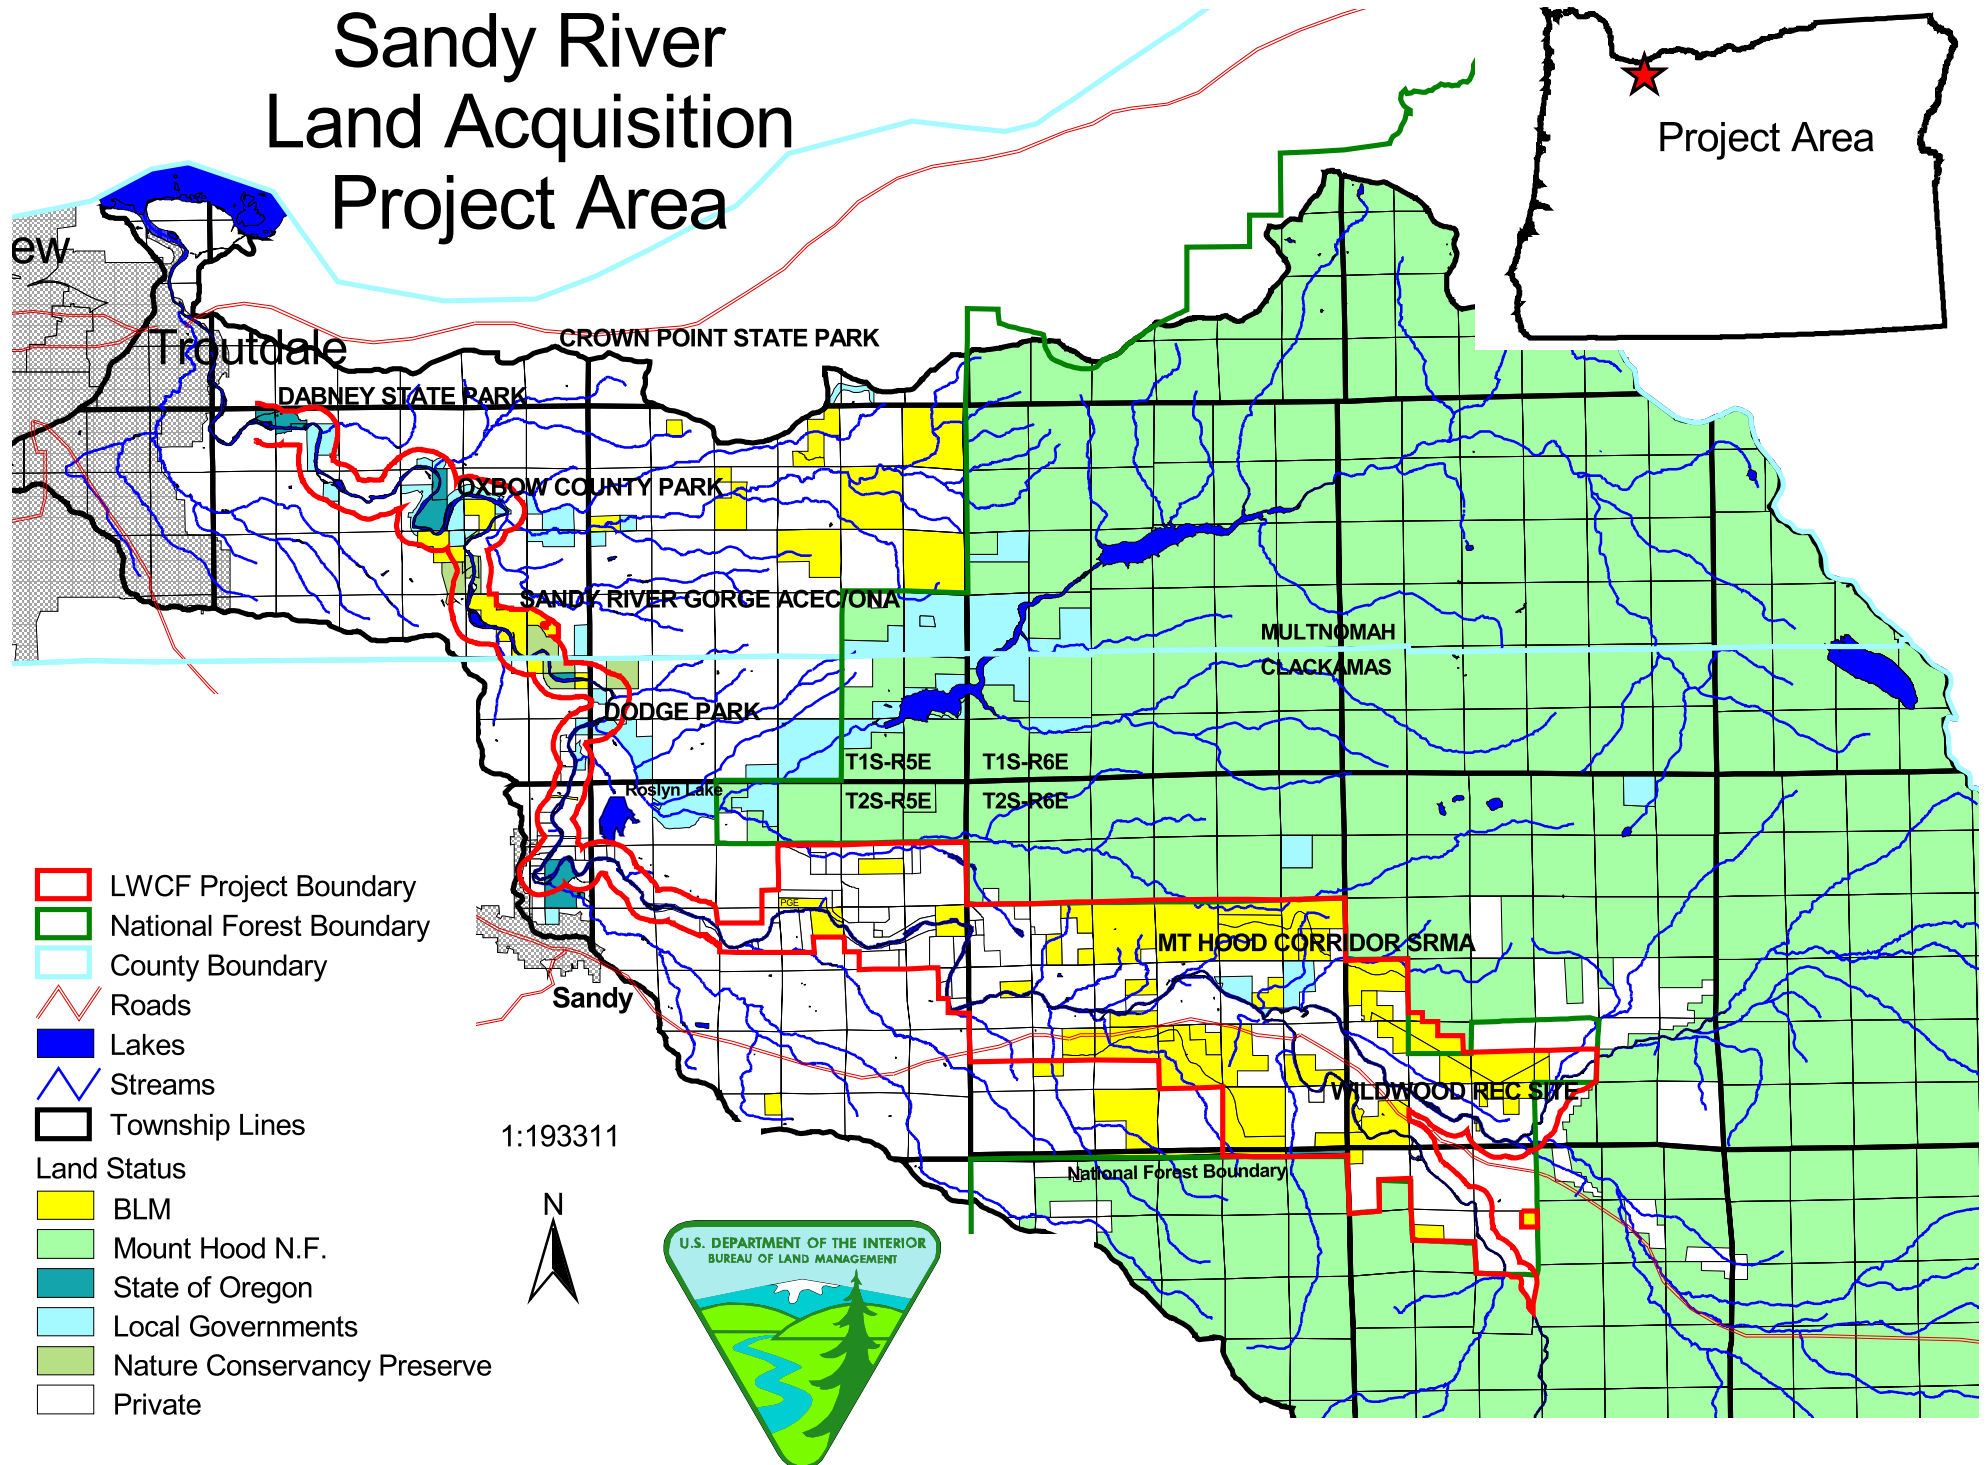 Sandy River
Land Acquisition
Project Area
Project Area
ew
Troutdale
CROWN POINT STATE PARK
DABNEY STATE PARK
OXBOW COUNTY PARK
SANDY RIVER GORGE ACEC/ONA
MULTNOMAH
CLACKAMAS
DODGE PARK
T1S-R5E
T1S-R6E
Roslyn Lake
T2S-R5E
T2S-R6E
PGE
MT HOOD CORRIDOR SRMA
Sandy
WILDWOOD REC SITE
National Forest Boundary
LWCF Project Boundary
National Forest Boundary
County Boundary
Roads
Lakes
Streams
Township Lines
Land Status
BLM
Mount Hood N.F.
State of Oregon
Local Governments
Nature Conservancy Preserve
Private
1:193311
N
U.S. DEPARTMENT OF THE INTERIOR
BUREAU OF LAND MANAGEMENT